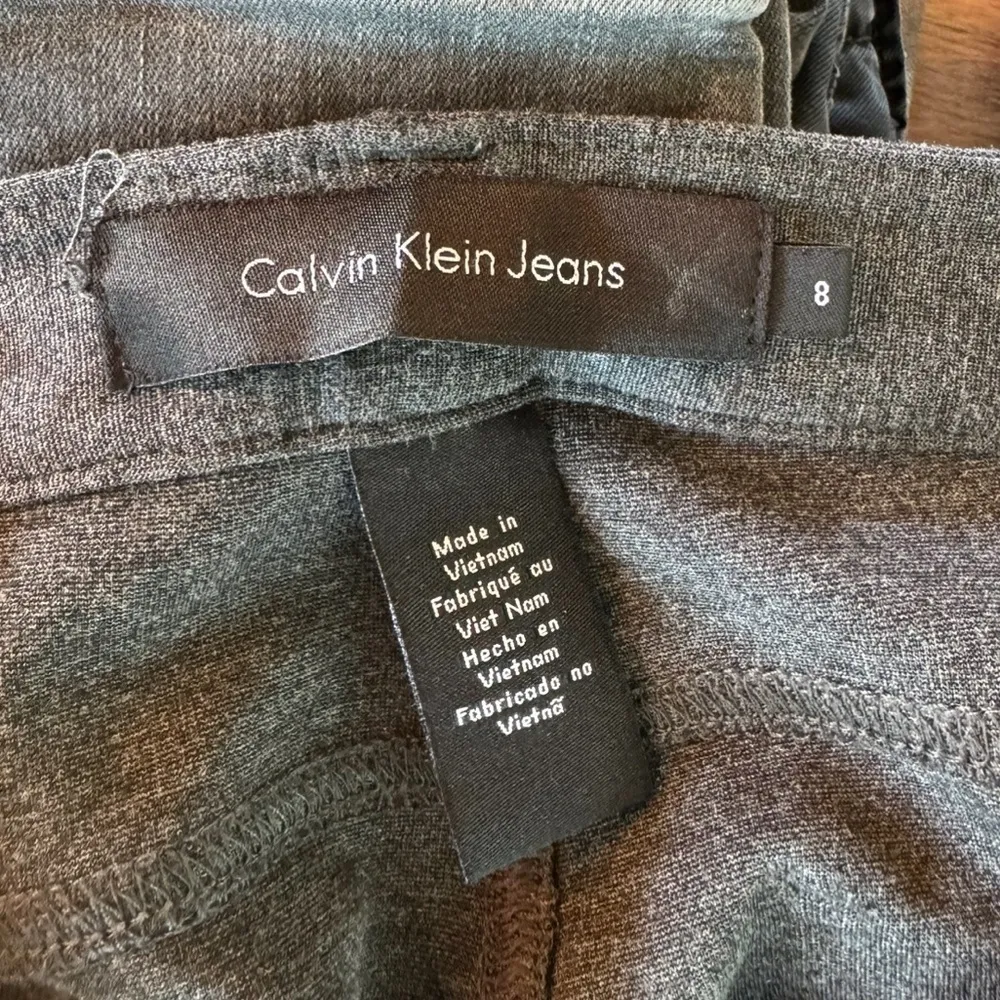 Calvin Klein Jeans
8
Made in
Vietnam
Fabriqué au
Viet Nam
Hecho en
Vietnam
Fabricado no
Vietnã